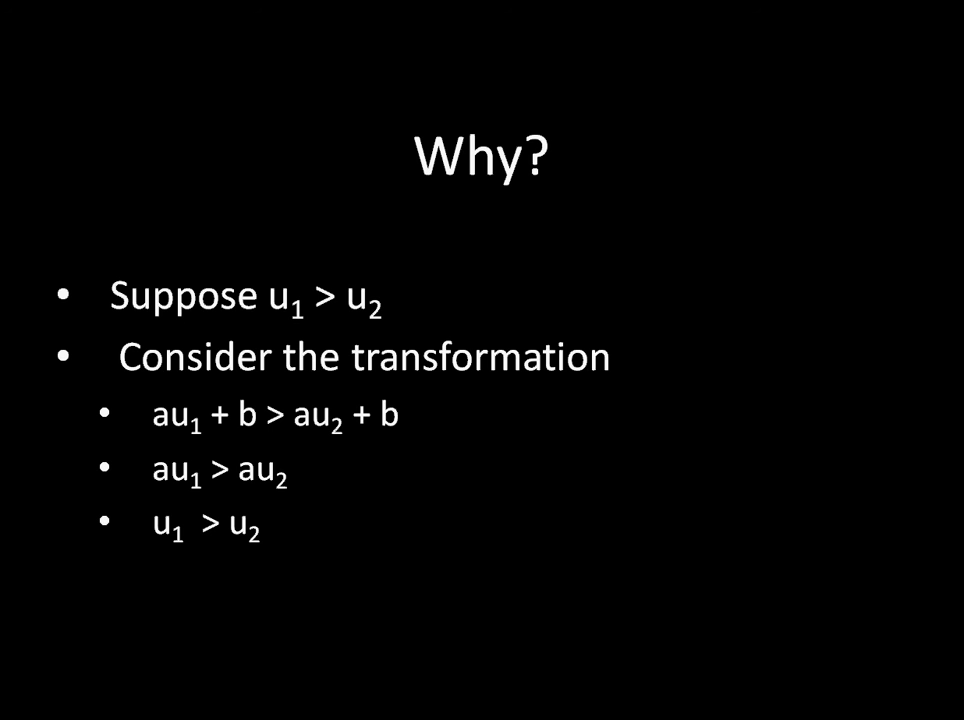 Why?
• Suppose u₁ > u₂
• Consider the transformation
• au₁ + b > au₂ + b
• au₁ > au₂
• u₁ > u₂